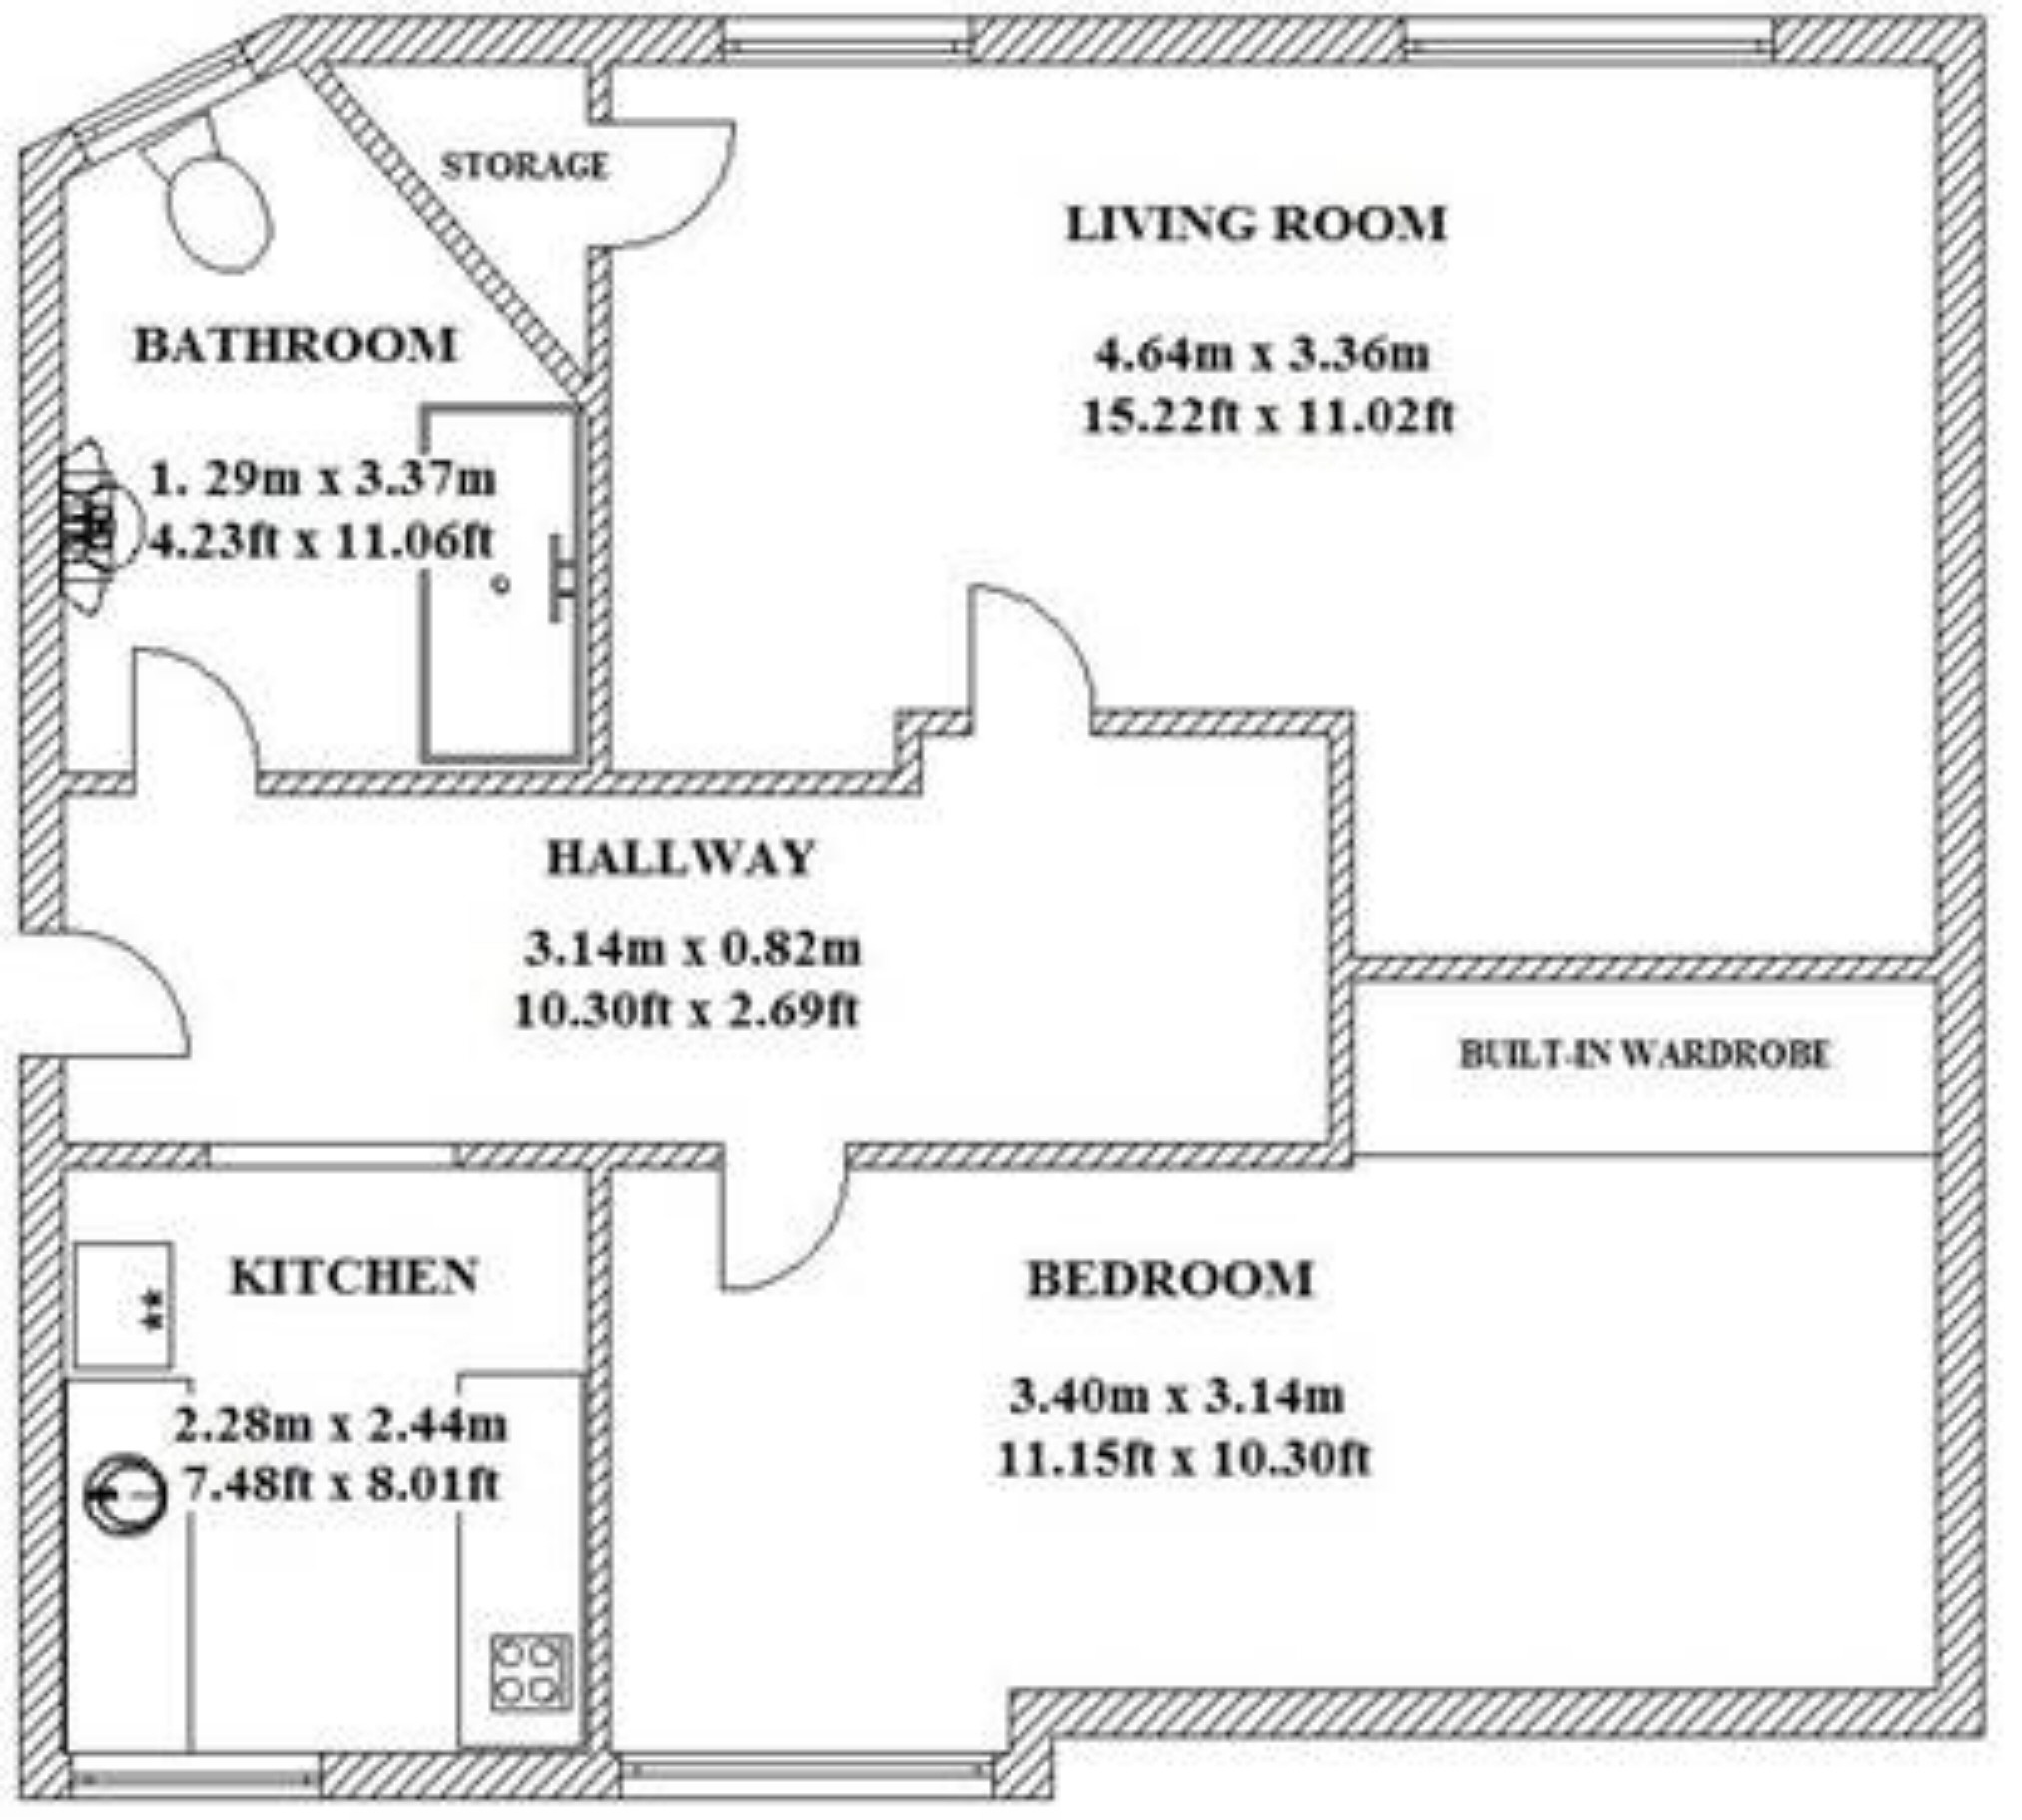 STORAGE
LIVING ROOM
4.64m x 3.36m
15.22ft x 11.02ft
BATHROOM
1. 29m x 3.37m
4.23ft x 11.06ft
HALLWAY
3.14m x 0.82m
10.30ft x 2.69ft
BUILT-IN WARDROBE
KITCHEN
**
2.28m x 2.44m
7.48ft x 8.01ft
BEDROOM
3.40m x 3.14m
11.15ft x 10.30ft